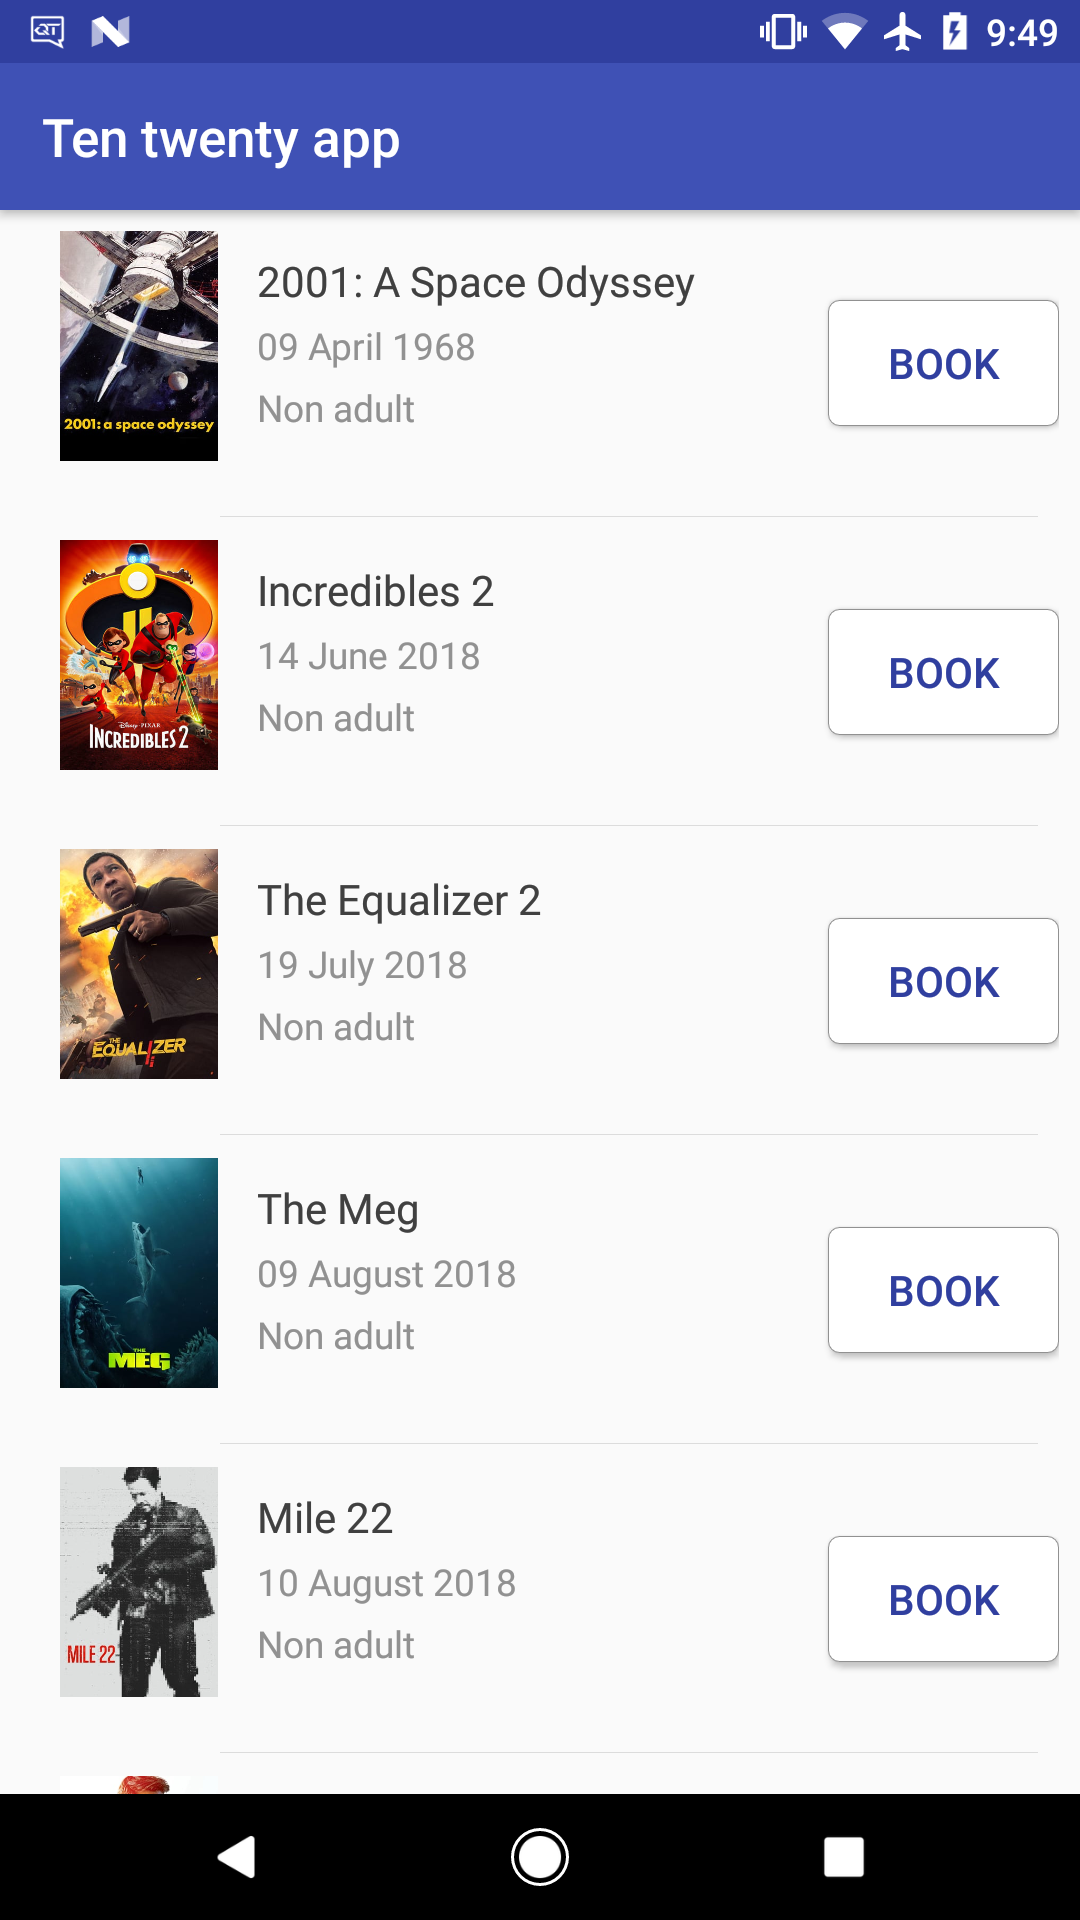 QT
9:49
Ten twenty app
2001: a space odyssey
2001: A Space Odyssey
09 April 1968
Non adult
BOOK
Disney PIXAR
INCREDIBLES 2
Incredibles 2
14 June 2018
Non adult
BOOK
THE
EQUALIZER
The Equalizer 2
19 July 2018
Non adult
BOOK
THE
MEG
The Meg
09 August 2018
Non adult
BOOK
MILE 22
Mile 22
10 August 2018
Non adult
BOOK